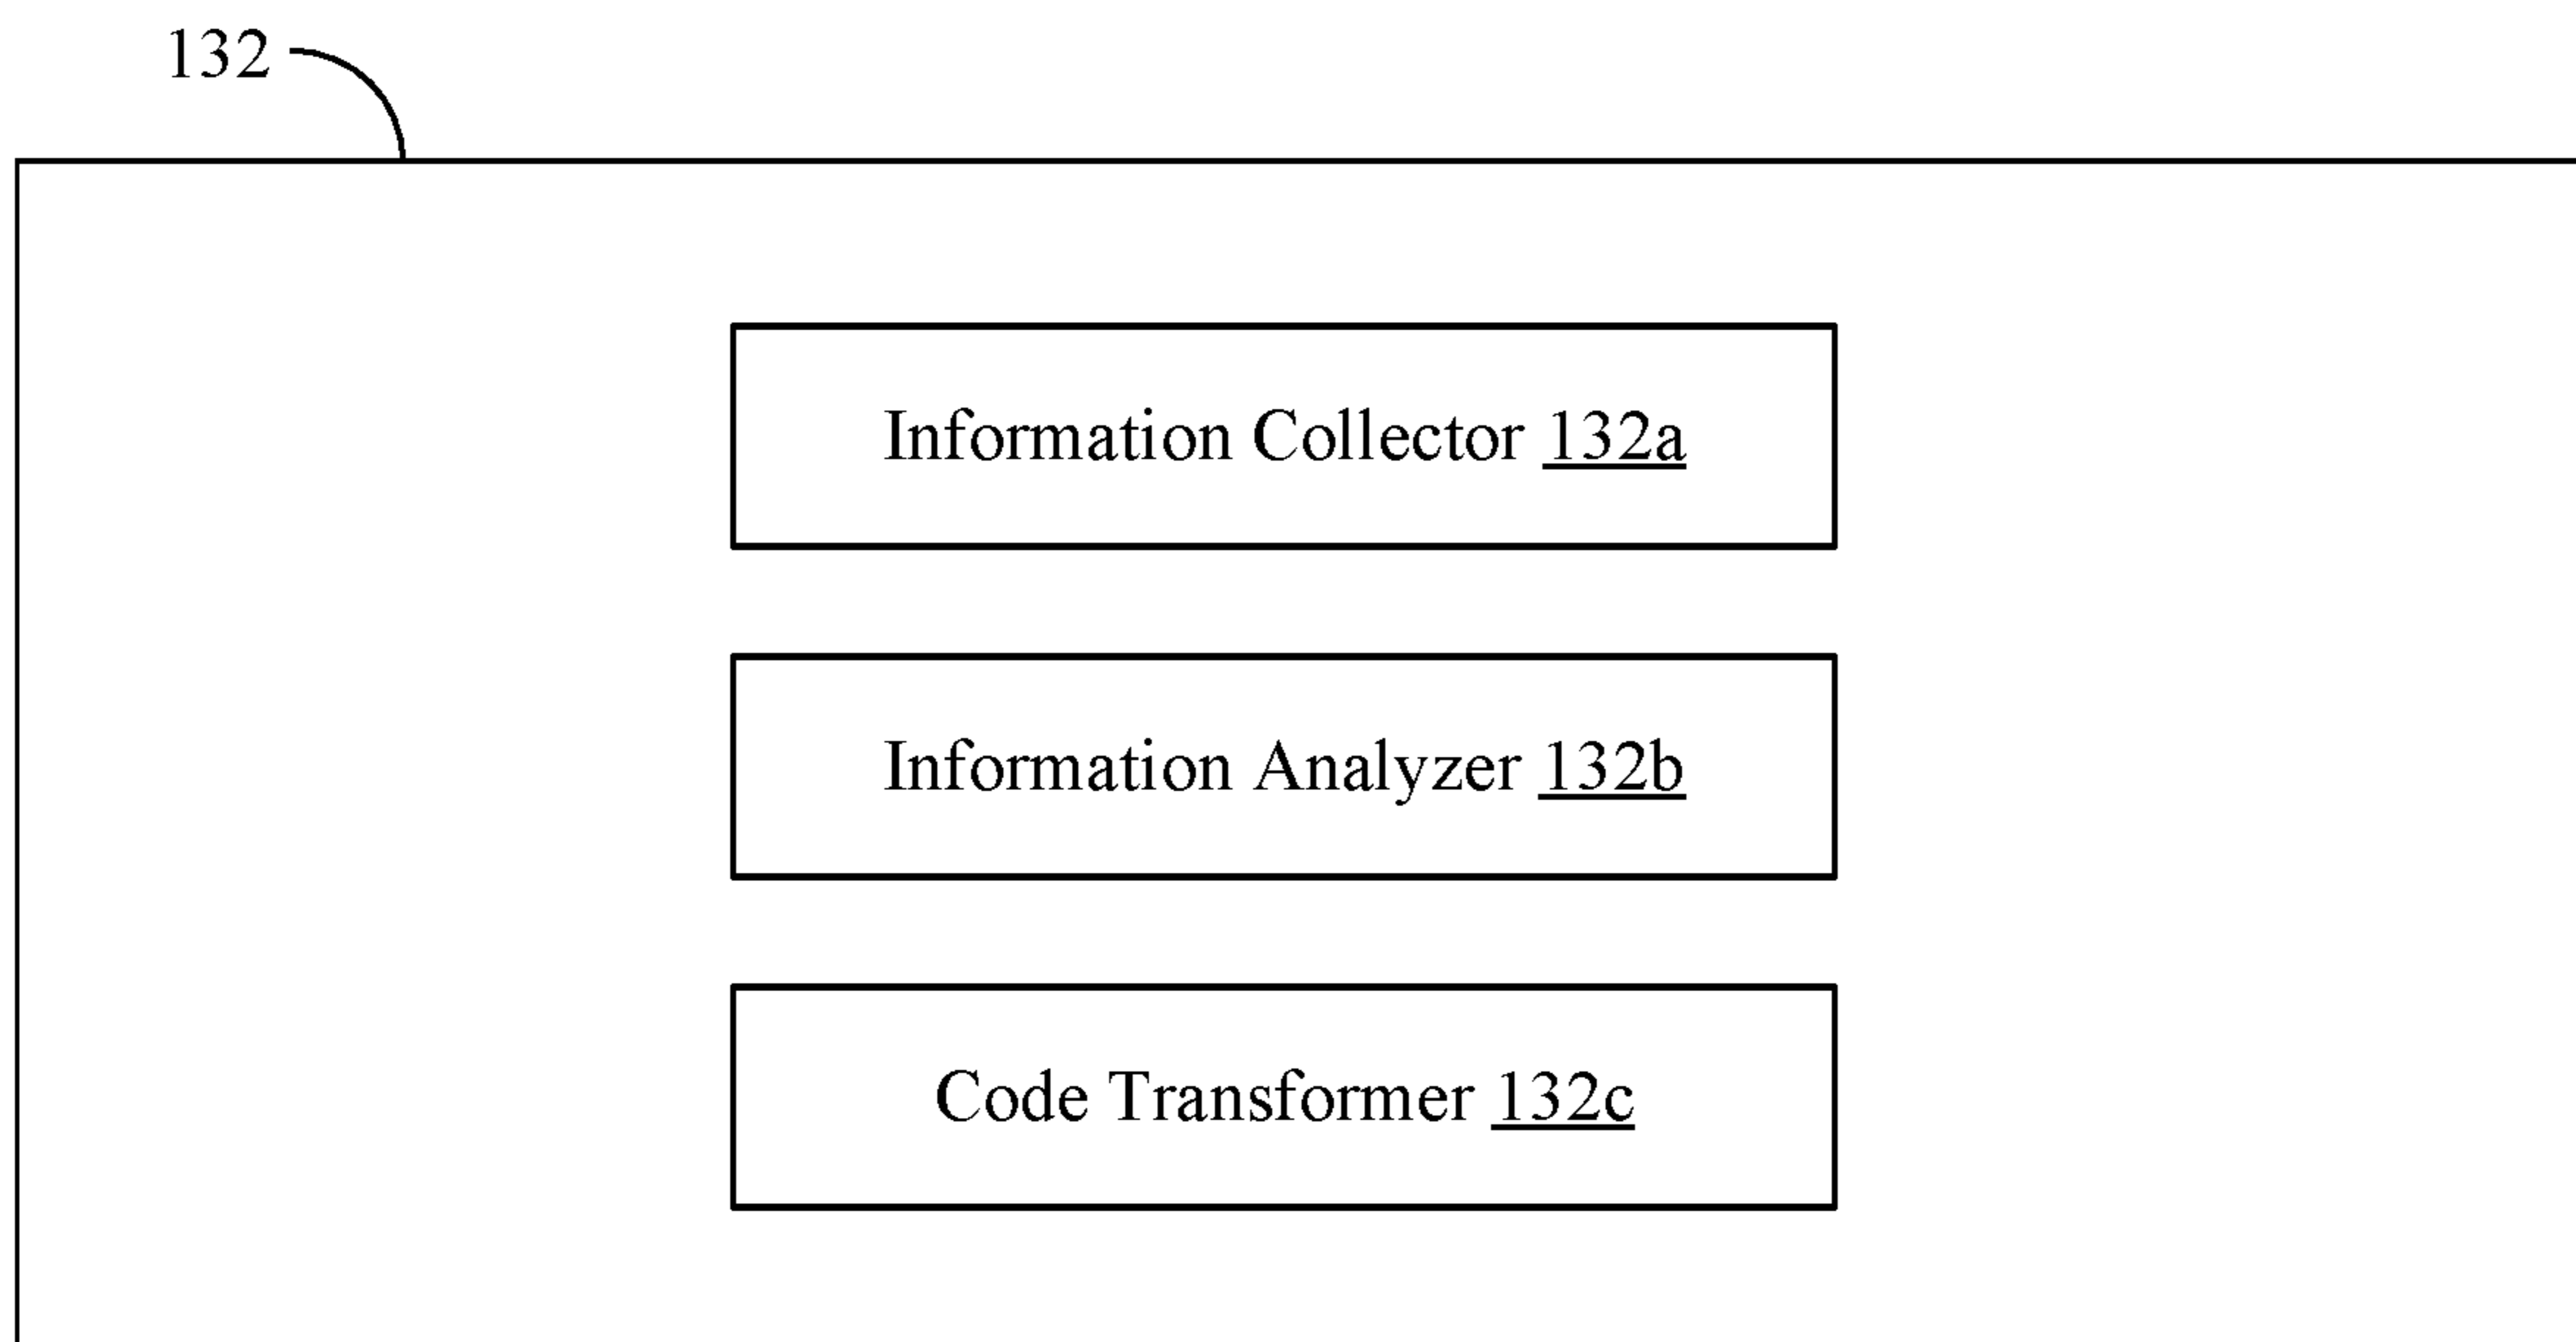 132
Information Collector 132a
Information Analyzer 132b
Code Transformer 132c